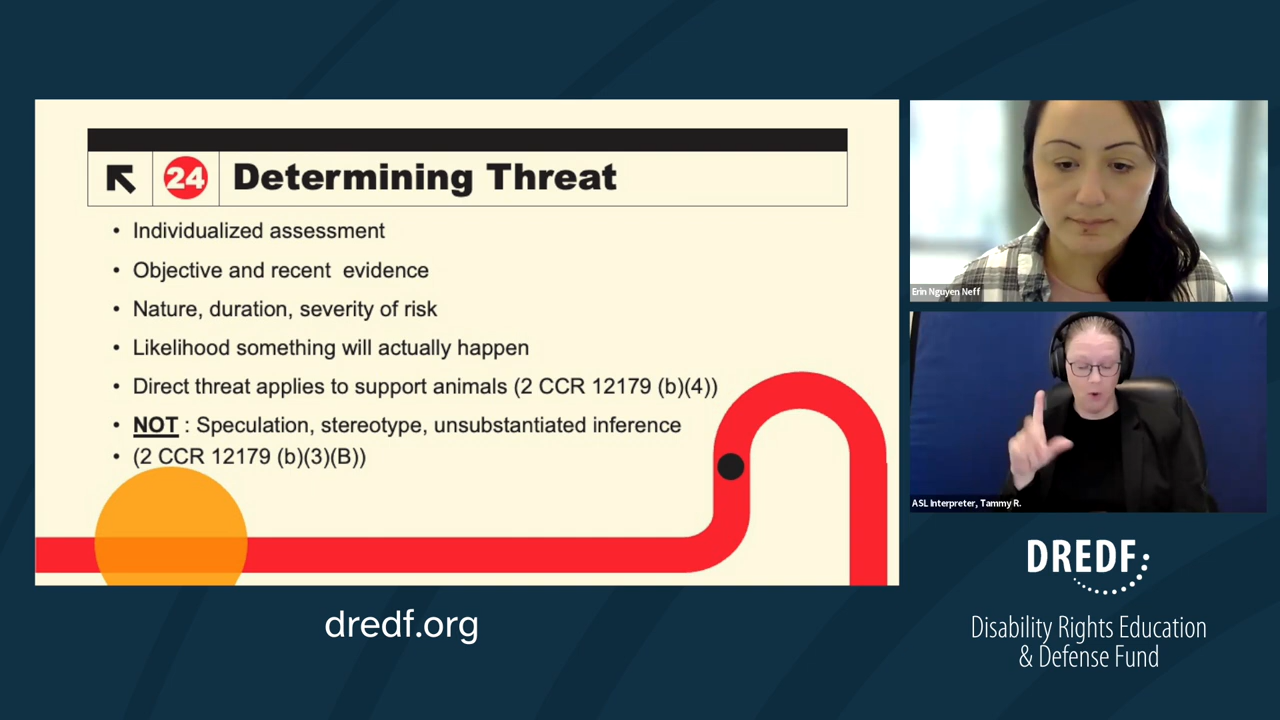 24 Determining Threat
• Individualized assessment
• Objective and recent evidence
• Nature, duration, severity of risk
• Likelihood something will actually happen
• Direct threat applies to support animals (2 CCR 12179 (b)(4))
• NOT : Speculation, stereotype, unsubstantiated inference
• (2 CCR 12179 (b)(3)(B))
dredf.org
Erin Nguyen Neff
ASL Interpreter, Tammy R.
DREDF:
Disability Rights Education
& Defense Fund